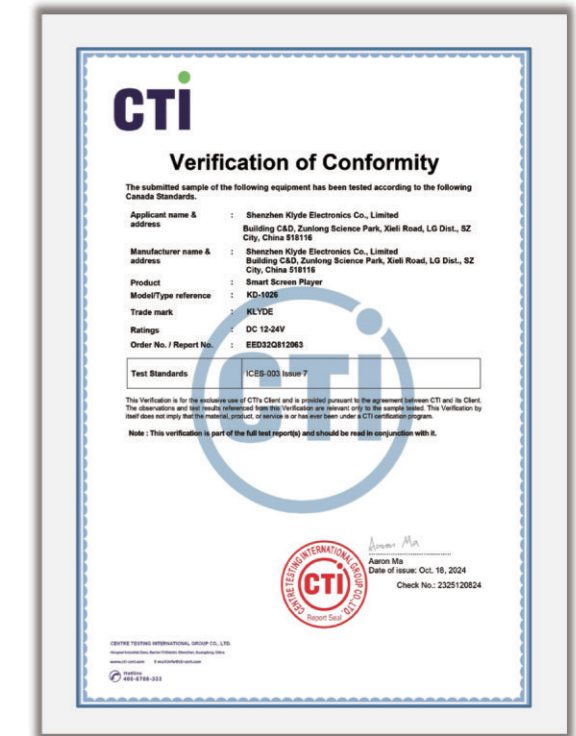 CTI
Verification of Conformity
The submitted sample of the following equipment has been tested according to the following
Canada Standards.
Applicant name & address : Shenzhen Klyde Electronics Co., Limited
Building C&D, Zunlong Science Park, Xieli Road, LG Dist., SZ
City, China 518116
Manufacturer name & address : Shenzhen Klyde Electronics Co., Limited
Building C&D, Zunlong Science Park, Xieli Road, LG Dist., SZ
City, China 518116
Product : Smart Screen Player
Model/Type reference : KD-1026
Trade mark : KLYDE
Ratings : DC 12-24V
Order No. / Report No. : EED32Q812063
Test Standards ICES-003 Issue 7
CTI
This Verification is for the exclusive use of CTI's Client and is provided pursuant to the agreement between CTI and its Client.
The observations and test results referenced from this Verification are relevant only to the sample tested. This Verification by
itself does not imply that the material, product, or service is or has ever been under a CTI certification program.
Note : This verification is part of the full test report(s) and should be read in conjunction with it.
Aaron Ma
Aaron Ma
Date of issue: Oct. 18, 2024
Check No.: 2325120824
CENTRE TESTING INTERNATIONAL GROUP CO., LTD.
CTI
Report Seal
CENTRE TESTING INTERNATIONAL GROUP CO., LTD.
Hotline
400-6788-333